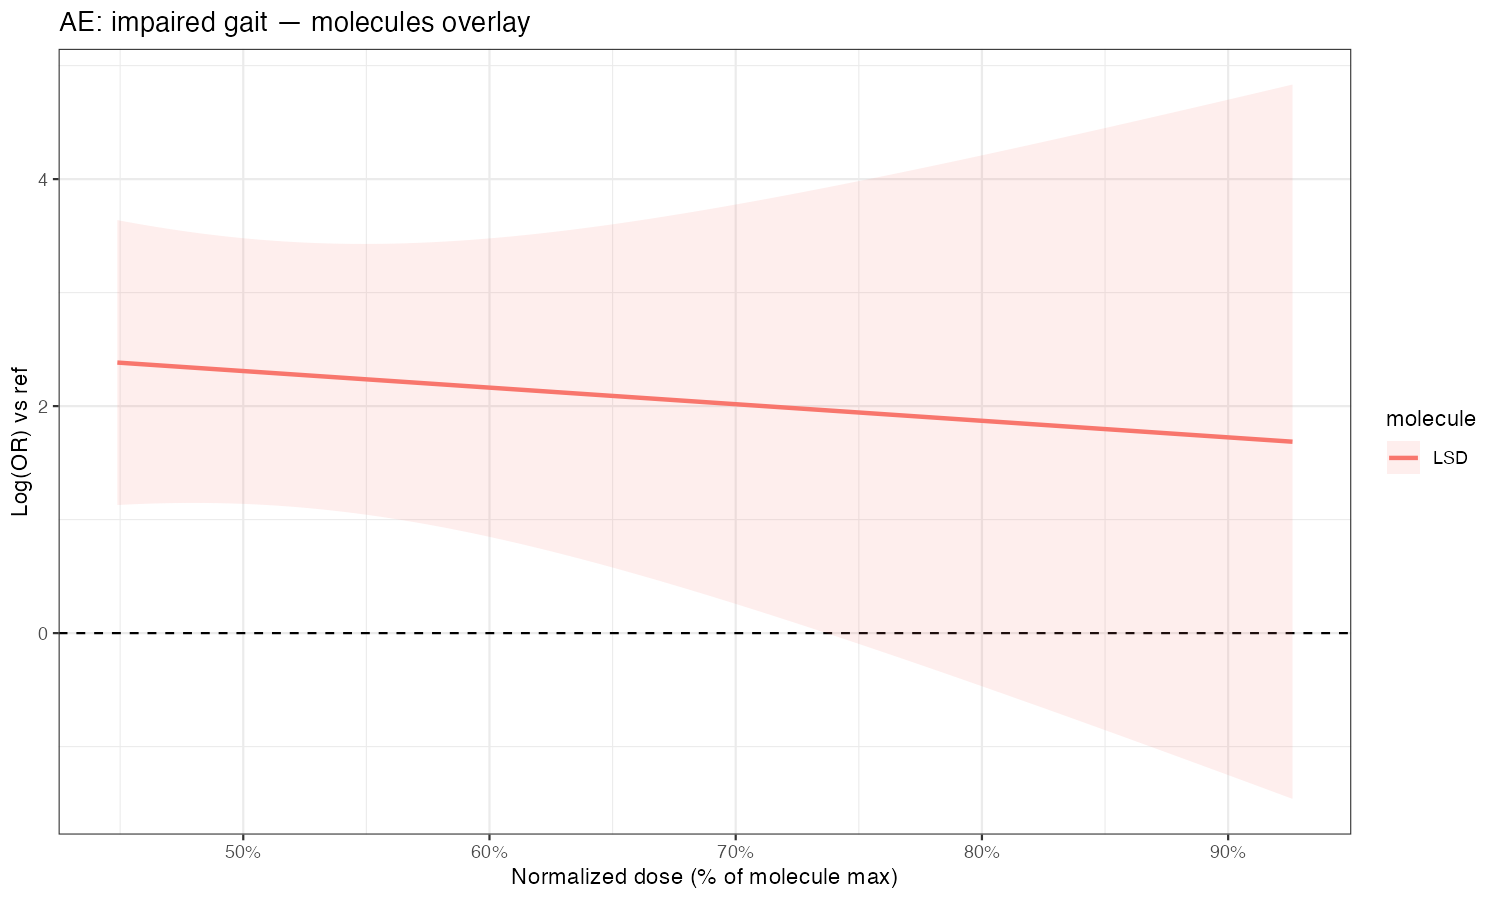 AE: impaired gait — molecules overlay
Log(OR) vs ref
4
2
0
50%
60%
70%
80%
90%
Normalized dose (% of molecule max)
molecule
LSD